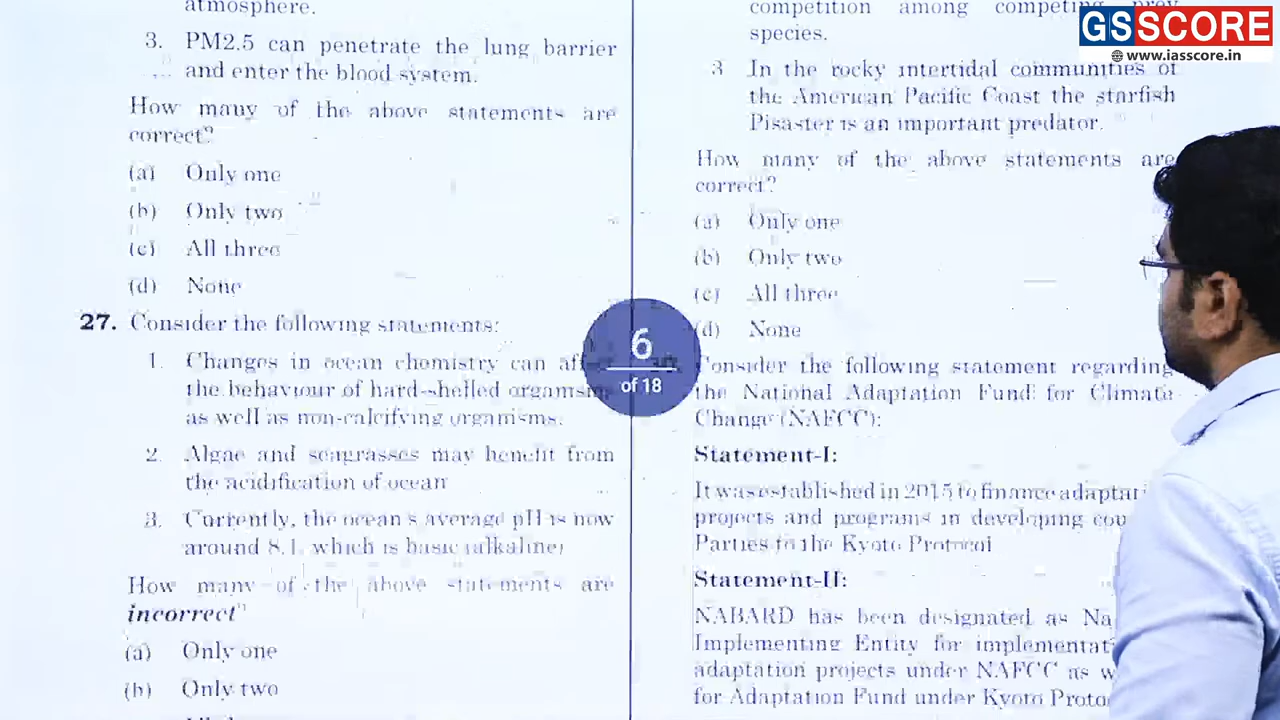 atmosphere.
3. PM2.5 can penetrate the lung barrier
and enter the blood system.
How many of the above statements are
correct?
(a) Only one
(b) Only two
(c) All three
(d) None
27. Consider the following statements:
1. Changes in ocean chemistry can
the behaviour of hard-shelled organisms
as well as non-calcifying organisms.
2. Algae and seagrasses may benefit from
the acidification of ocean
3. Currently, the ocean's average pH is now
around 8.1, which is basic (alkaline)
How many of the above statements are
incorrect?
(a) Only one
(b) Only two
competition among competing prey
species.
3 In the rocky intertidal communities of
the American Pacific Coast the starfish
Pisaster is an important predator.
How many of the above statements are
correct?
(a) Only one
(b) Only two
(c) All three
(d) None
Consider the following statement regarding
the National Adaptation Fund for Climate
Change (NAFCC):
Statement-I:
It was established in 2015 to finance
projects and programs in developing
Parties to the Kyoto Protocol
Statement-II:
NABARD has been designated as
Implementing Entity for
adaptation projects under NAFCC as
for Adaptation Fund under Kyoto
6
of 18
GSSCORE
www.iasscore.in